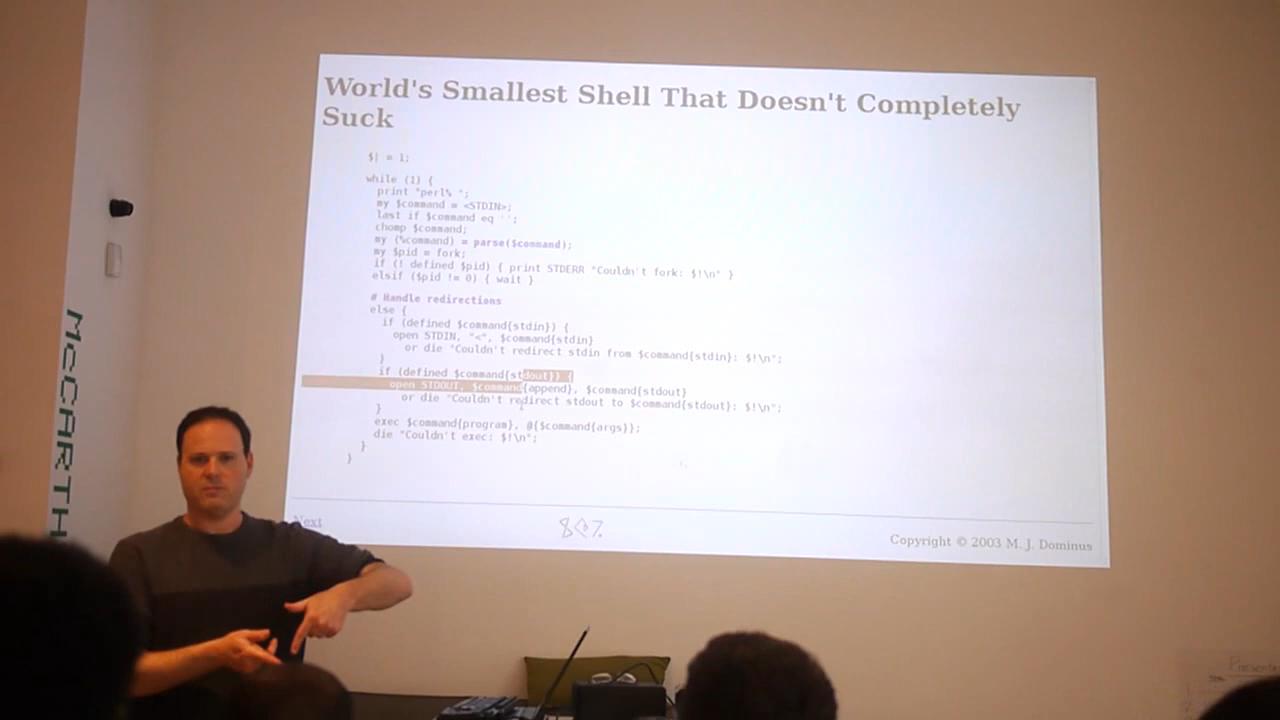 World's Smallest Shell That Doesn't Completely
Suck
$| = 1;
while (1) {
print "perl% ";
my $command = <STDIN>;
last if $command eq '';
chomp $command;
my (%command) = parse($command);
my $pid = fork;
if (! defined $pid) { print STDERR "Couldn't fork: $!\n" }
elsif ($pid != 0) { wait }
# Handle redirections
else {
if (defined $command{stdin}) {
open STDIN, "<", $command{stdin}
or die "Couldn't redirect stdin from $command{stdin}: $!\n";
}
if (defined $command{stdout}) {
open STDOUT, $command{append}, $command{stdout}
or die "Couldn't redirect stdout to $command{stdout}: $!\n";
}
exec $command{program}, @{$command{args}};
die "Couldn't exec: $!\n";
}
}
Next
Copyright © 2003 M. J. Dominus
MCCARTH